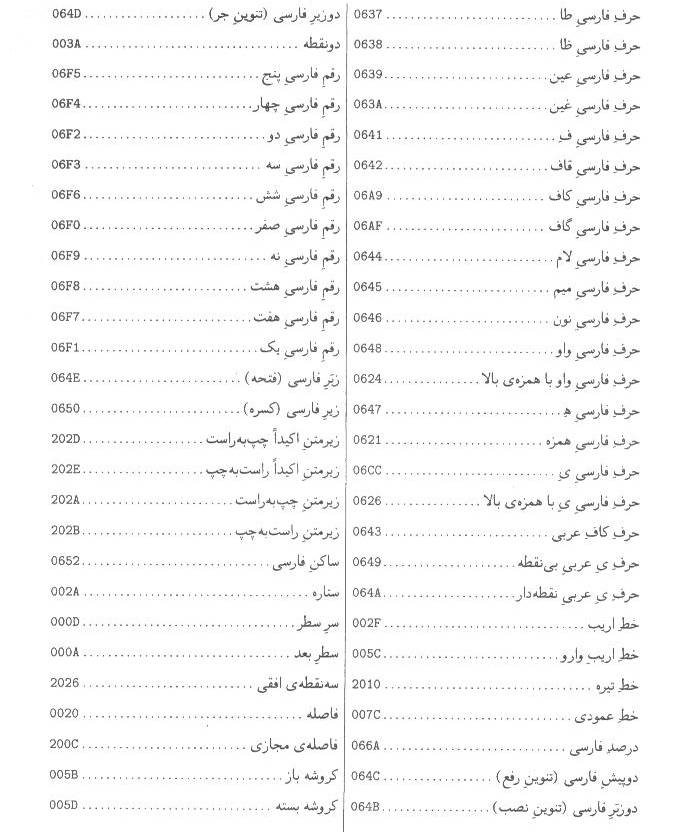 حرفِ فارسیِ طا ..................... 0637
حرفِ فارسیِ ظا ..................... 0638
حرفِ فارسیِ عین ..................... 0639
حرفِ فارسیِ غین ..................... 063A
حرفِ فارسیِ ف ..................... 0641
حرفِ فارسیِ قاف ..................... 0642
حرفِ فارسیِ کاف ..................... 06A9
حرفِ فارسیِ گاف ..................... 06AF
حرفِ فارسیِ لام ..................... 0644
حرفِ فارسیِ میم ..................... 0645
حرفِ فارسیِ نون ..................... 0646
حرفِ فارسیِ واو ..................... 0648
حرفِ فارسیِ واو با همزه‌ی بالا ............ 0624
حرفِ فارسیِ ه‍ِ ..................... 0647
حرفِ فارسیِ همزه ..................... 0621
حرفِ فارسیِ یِ ..................... 06CC
حرفِ فارسیِ یِ با همزه‌ی بالا ............ 0626
حرفِ کافِ عربی ..................... 0643
حرفِ یِ عربیِ بی‌نقطه ................. 0649
حرفِ یِ عربیِ نقطه‌دار ................. 064A
خطِ اریب ..................... 002F
خطِ اریبِ وارو ..................... 005C
خطِ تیره ..................... 2010
خطِ عمودی ..................... 007C
درصدِ فارسی ..................... 066A
دوپیشِ فارسی (تنوینِ رفع) ............ 064C
دوزَبَرِ فارسی (تنوینِ نصب) ............ 064B
دوزیرِ فارسی (تنوینِ جر) ............ 064D
دونقطه ..................... 003A
رقمِ فارسیِ پنج ..................... 06F5
رقمِ فارسیِ چهار ..................... 06F4
رقمِ فارسیِ دو ..................... 06F2
رقمِ فارسیِ سه ..................... 06F3
رقمِ فارسیِ شش ..................... 06F6
رقمِ فارسیِ صفر ..................... 06F0
رقمِ فارسیِ نه ..................... 06F9
رقمِ فارسیِ هشت ..................... 06F8
رقمِ فارسیِ هفت ..................... 06F7
رقمِ فارسیِ یک ..................... 06F1
زبَرِ فارسی (فتحه) ................. 064E
زیرِ فارسی (کسره) ................. 0650
زیرمتنِ اکیداً چپ‌به‌راست ............ 202D
زیرمتنِ اکیداً راست‌به‌چپ ............ 202E
زیرمتنِ چپ‌به‌راست ................. 202A
زیرمتنِ راست‌به‌چپ ................. 202B
ساکنِ فارسی ..................... 0652
ستاره ..................... 002A
سرِ سطر ..................... 000D
سطرِ بعد ..................... 000A
سه‌نقطه‌ی افقی ..................... 2026
فاصله ..................... 0020
فاصله‌ی مجازی ..................... 200C
کروشه باز ..................... 005B
کروشه بسته ..................... 005D